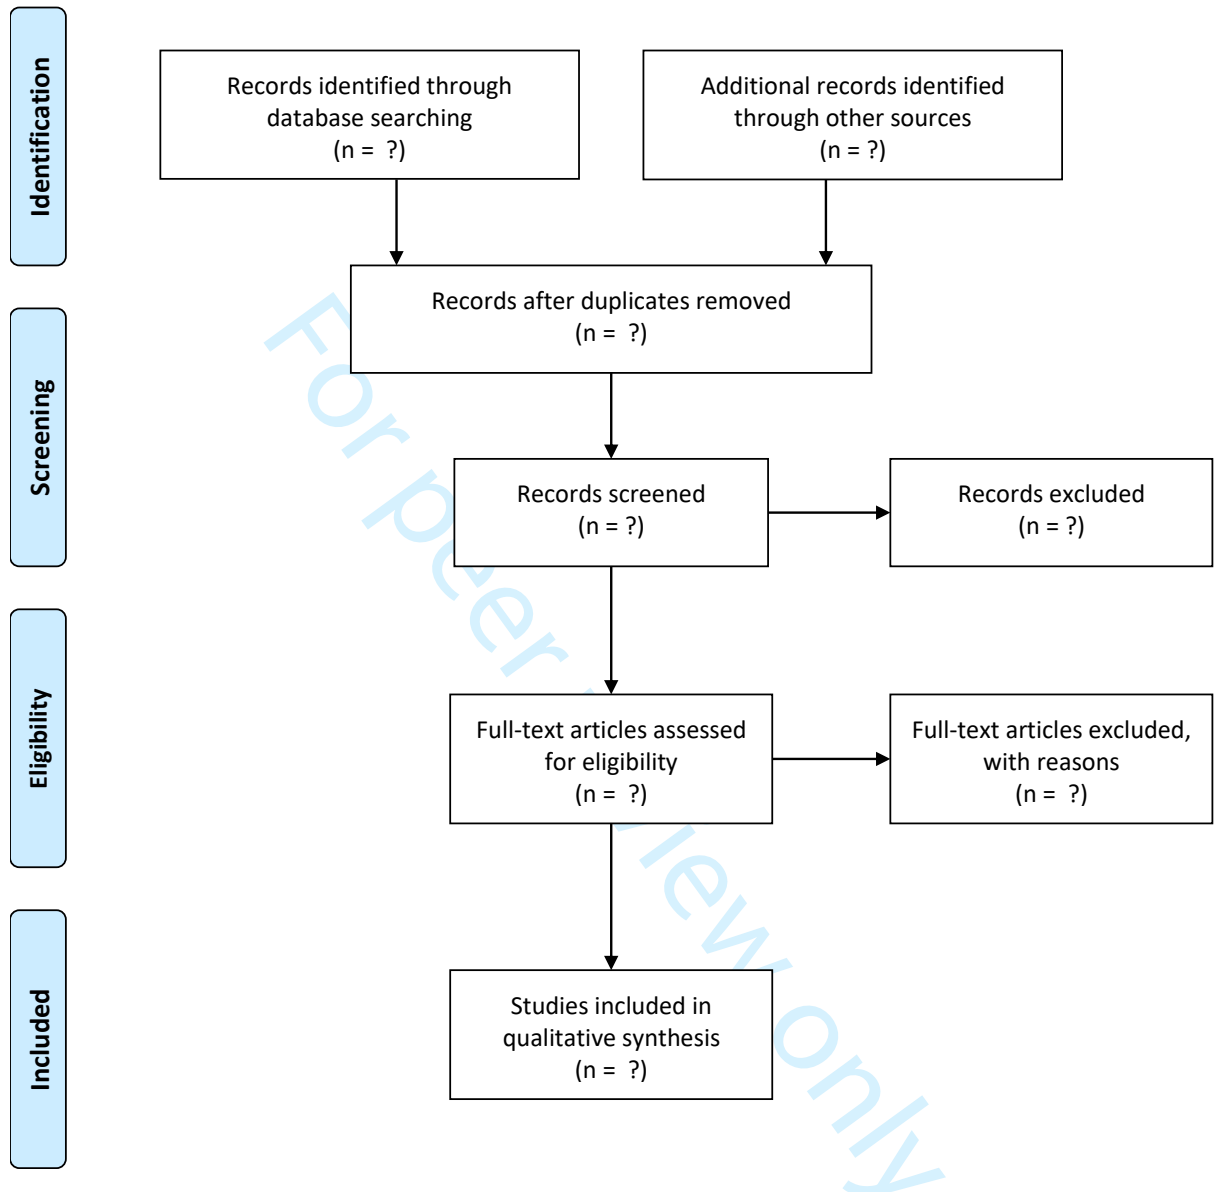 Identification
Records identified through
database searching
(n =  ?)
Additional records identified
through other sources
(n = ?)
Records after duplicates removed
(n =  ?)
Screening
Records screened
(n = ?)
Records excluded
(n = ?)
Eligibility
Full-text articles assessed
for eligibility
(n =  ?)
Full-text articles excluded,
with reasons
(n =  ?)
Included
Studies included in
qualitative synthesis
(n =  ?)
For peer review only